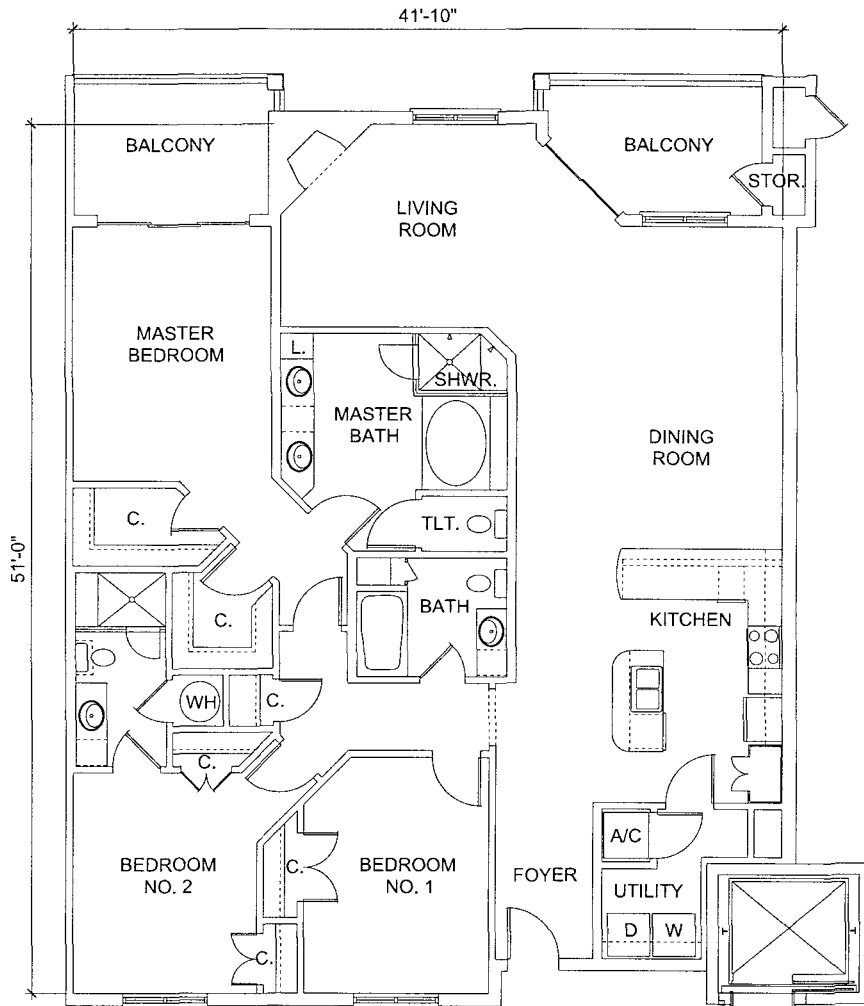 41'-10"
BALCONY
BALCONY
STOR.
LIVING
ROOM
MASTER
BEDROOM
L.
SHWR.
MASTER
BATH
DINING
ROOM
C.
TLT.
51'-0"
BATH
KITCHEN
C.
WH
C.
C.
A/C
BEDROOM
NO. 2
C.
BEDROOM
NO. 1
FOYER
UTILITY
D
W
C.